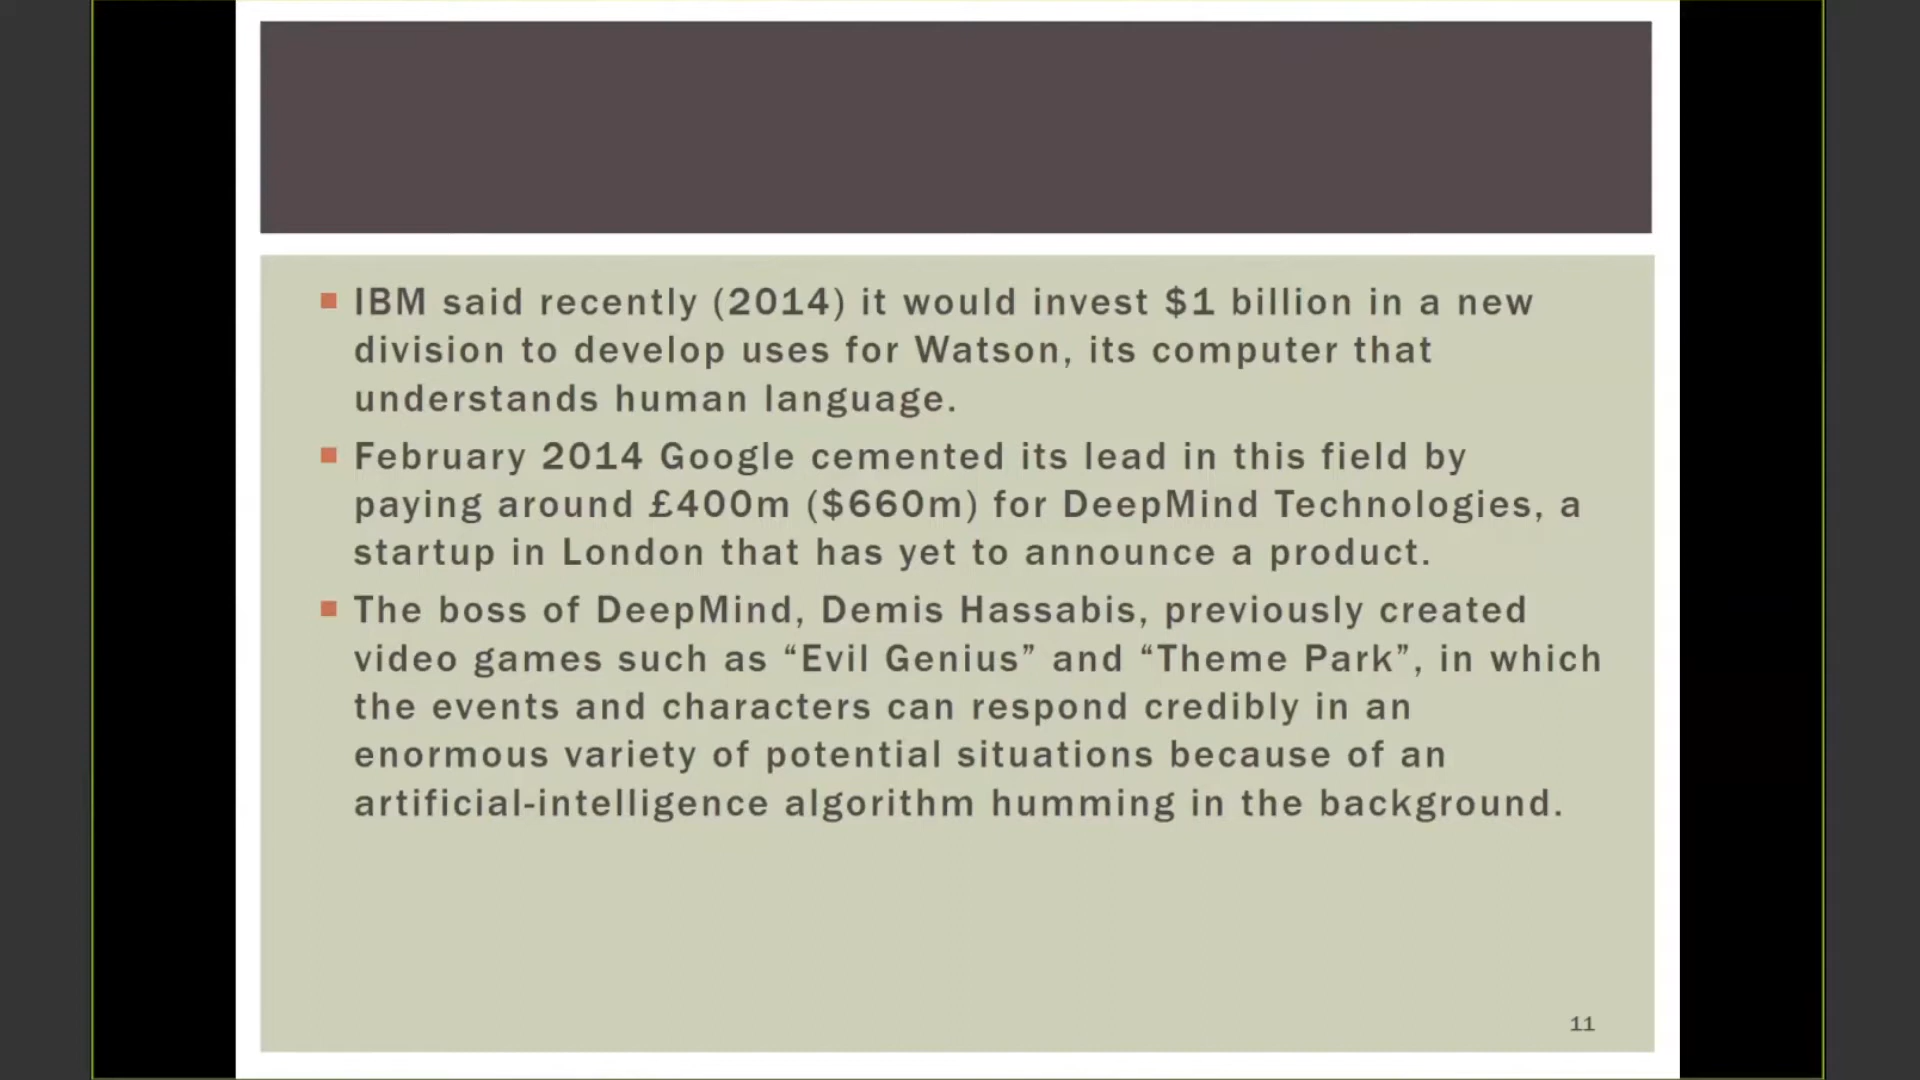 IBM said recently (2014) it would invest $1 billion in a new
division to develop uses for Watson, its computer that
understands human language.
February 2014 Google cemented its lead in this field by
paying around £400m ($660m) for DeepMind Technologies, a
startup in London that has yet to announce a product.
The boss of DeepMind, Demis Hassabis, previously created
video games such as “Evil Genius” and “Theme Park”, in which
the events and characters can respond credibly in an
enormous variety of potential situations because of an
artificial-intelligence algorithm humming in the background.
11